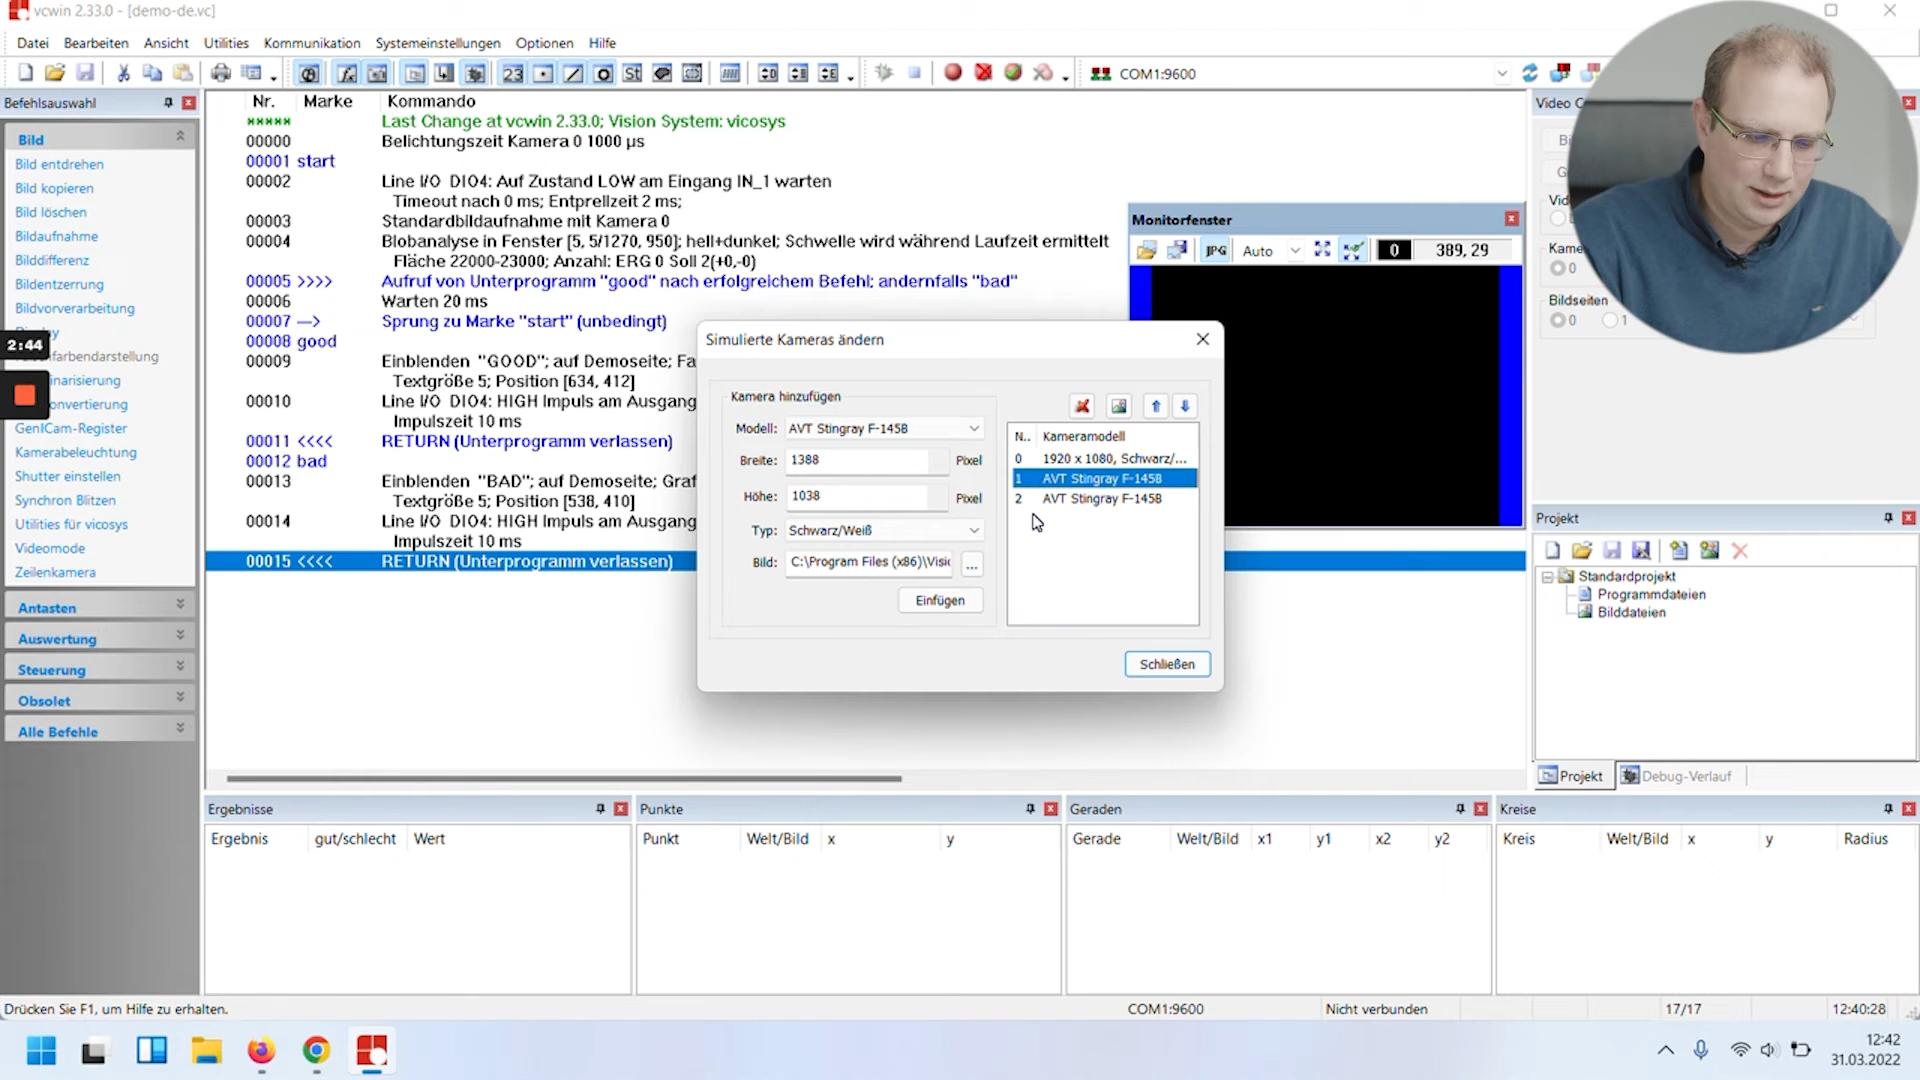 vcwin 2.33.0 - [demo-de.vc]
Datei Bearbeiten Ansicht Utilities Kommunikation Systemeinstellungen Optionen Hilfe
23 St COM1:9600
Befehlsauswahl
Bild
Bild entdrehen
Bild kopieren
Bild löschen
Bildaufnahme
Bilddifferenz
Bildentzerrung
Bildvorverarbeitung
farbendarstellung
inarisierung
onvertierung
GenICam-Register
Kamerabeleuchtung
Shutter einstellen
Synchron Blitzen
Utilities für vicosys
Videomode
Zeilenkamera
Antasten
Auswertung
Steuerung
Obsolet
Alle Befehle
2:44
Nr. Marke Kommando
***** Last Change at vcwin 2.33.0; Vision System: vicosys
00000 Belichtungszeit Kamera 0 1000 µs
00001 start
00002 Line I/O DIO4: Auf Zustand LOW am Eingang IN_1 warten
Timeout nach 0 ms; Entprellzeit 2 ms;
00003 Standardbildaufnahme mit Kamera 0
00004 Blobanalyse in Fenster [5, 5/1270, 950]; hell+dunkel; Schwelle wird während Laufzeit ermittelt
Fläche 22000-23000; Anzahl: ERG 0 Soll 2(+0,-0)
00005 >>>> Aufruf von Unterprogramm "good" nach erfolgreichem Befehl; andernfalls "bad"
00006 Warten 20 ms
00007 —> Sprung zu Marke "start" (unbedingt)
00008 good
00009 Einblenden "GOOD"; auf Demoseite; Fa
Textgröße 5; Position [634, 412]
00010 Line I/O DIO4: HIGH Impuls am Ausgang
Impulszeit 10 ms
00011 <<<< RETURN (Unterprogramm verlassen)
00012 bad
00013 Einblenden "BAD"; auf Demoseite; Graf
Textgröße 5; Position [538, 410]
00014 Line I/O DIO4: HIGH Impuls am Ausgang
Impulszeit 10 ms
00015 <<<< RETURN (Unterprogramm verlassen)
Monitorfenster
JPG Auto 0 389, 29
Simulierte Kameras ändern
Kamera hinzufügen
Modell: AVT Stingray F-145B
Breite: 1388 Pixel
Höhe: 1038 Pixel
Typ: Schwarz/Weiß
Bild: C:\Program Files (x86)\Visic ...
Einfügen
N.. Kameramodell
0 1920 x 1080, Schwarz/...
1 AVT Stingray F-145B
2 AVT Stingray F-145B
Schließen
Video C
Bi
G
Vid
Kame
0
Bildseiten
0 1
Projekt
Standardprojekt
Programmdateien
Bilddateien
Projekt Debug-Verlauf
Ergebnisse
Ergebnis gut/schlecht Wert
Punkte
Punkt Welt/Bild x y
Geraden
Gerade Welt/Bild x1 y1 x2 y2
Kreise
Kreis Welt/Bild x y Radius
Drücken Sie F1, um Hilfe zu erhalten. COM1:9600 Nicht verbunden 17/17 12:40:28
12:42
31.03.2022